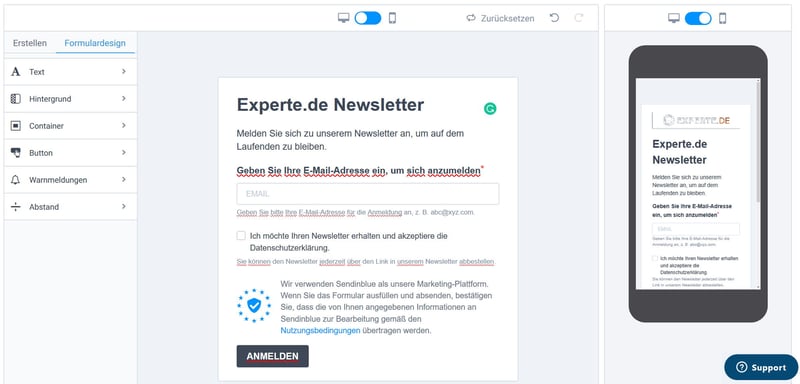 Zurücksetzen
Erstellen Formulardesign
Text
Hintergrund
Container
Button
Warnmeldungen
Abstand
Experte.de Newsletter
Melden Sie sich zu unserem Newsletter an, um auf dem
Laufenden zu bleiben.
Geben Sie Ihre E-Mail-Adresse ein, um sich anzumelden*
EMAIL
Geben Sie bitte Ihre E-Mail-Adresse für die Anmeldung an, z. B. abc@xyz.com.
Ich möchte Ihren Newsletter erhalten und akzeptiere die
Datenschutzerklärung.
Sie können den Newsletter jederzeit über den Link in unserem Newsletter abbestellen.
Wir verwenden Sendinblue als unsere Marketing-Plattform.
Wenn Sie das Formular ausfüllen und absenden, bestätigen
Sie, dass die von Ihnen angegebenen Informationen an
Sendinblue zur Bearbeitung gemäß den
Nutzungsbedingungen übertragen werden.
ANMELDEN
EXPERTE.DE
Experte.de
Newsletter
Melden Sie sich zu unserem
Newsletter an, um auf dem Laufenden
zu bleiben.
Geben Sie Ihre E-Mail-Adresse
ein, um sich anzumelden*
EMAIL
Geben Sie bitte Ihre E-Mail-Adresse für die
Anmeldung an, z. B. abc@xyz.com.
Ich möchte Ihren Newsletter erhalten
und akzeptiere die
Datenschutzerklärung.
Sie können den Newsletter jederzeit über den
Link in unserem Newsletter abbestellen.
Support